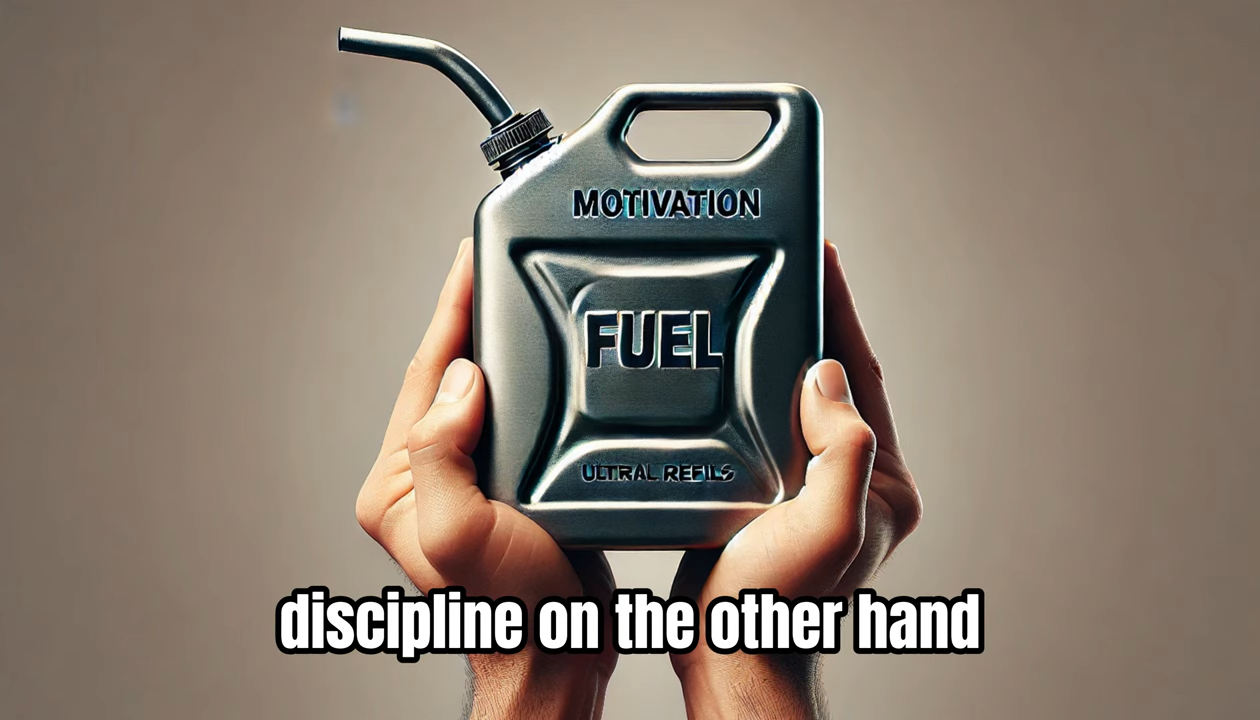 MOTIVATION
FUEL
ULTRAL REFILS
discipline on the other hand